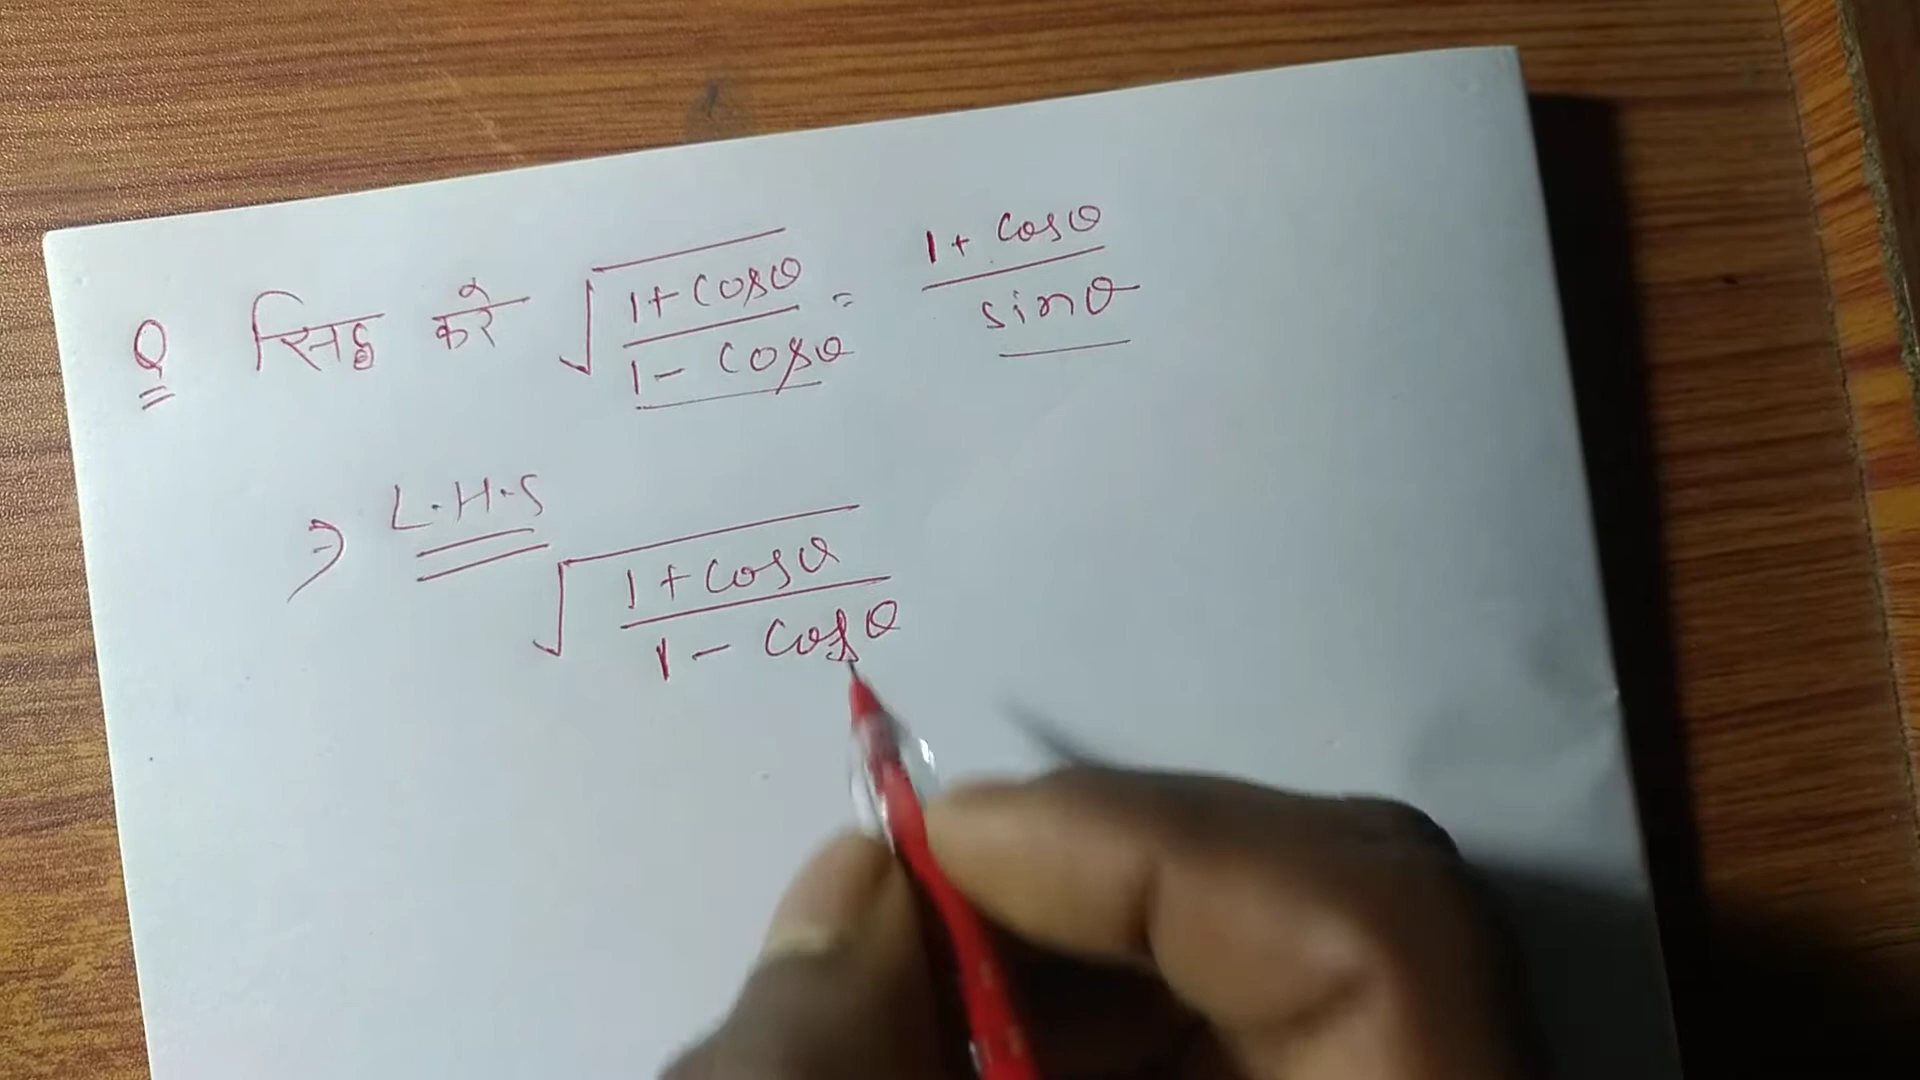 Q सिद्ध करे √(1+cosθ / 1-cosθ) = 1+cosθ / sinθ
⇒ L.H.S
√(1+cosθ / 1-cosθ)